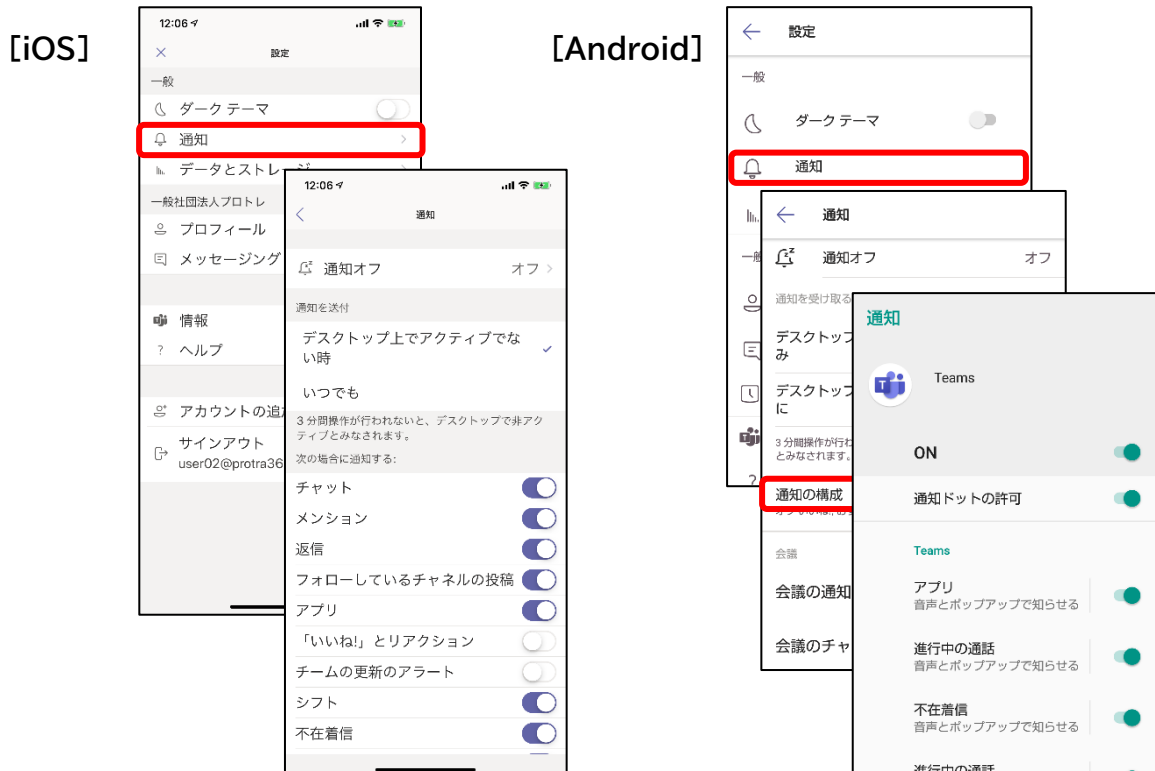 [iOS]
12:06
設定
一般
ダーク テーマ
通知
データとストレージ
一般社団法人プロトレ
プロフィール
メッセージング
情報
? ヘルプ
アカウントの追
サインアウト
user02@protra36
12:06
通知
通知オフ オフ
通知を送付
デスクトップ上でアクティブでな
い時
いつでも
3 分間操作が行われないと、デスクトップで非アク
ティブとみなされます。
次の場合に通知する:
チャット
メンション
返信
フォローしているチャネルの投稿
アプリ
「いいね!」とリアクション
チームの更新のアラート
シフト
不在着信
[Android]
設定
一般
ダーク テーマ
通知
一般
?
通知
通知オフ オフ
通知を受け取る
デスクトップ
み
デスクトップ
に
3 分間操作が行わ
とみなされます。
通知の構成
会議
会議の通知
会議のチャ
通知
Teams
ON
通知ドットの許可
Teams
アプリ
音声とポップアップで知らせる
進行中の通話
音声とポップアップで知らせる
不在着信
音声とポップアップで知らせる
進行中の通話